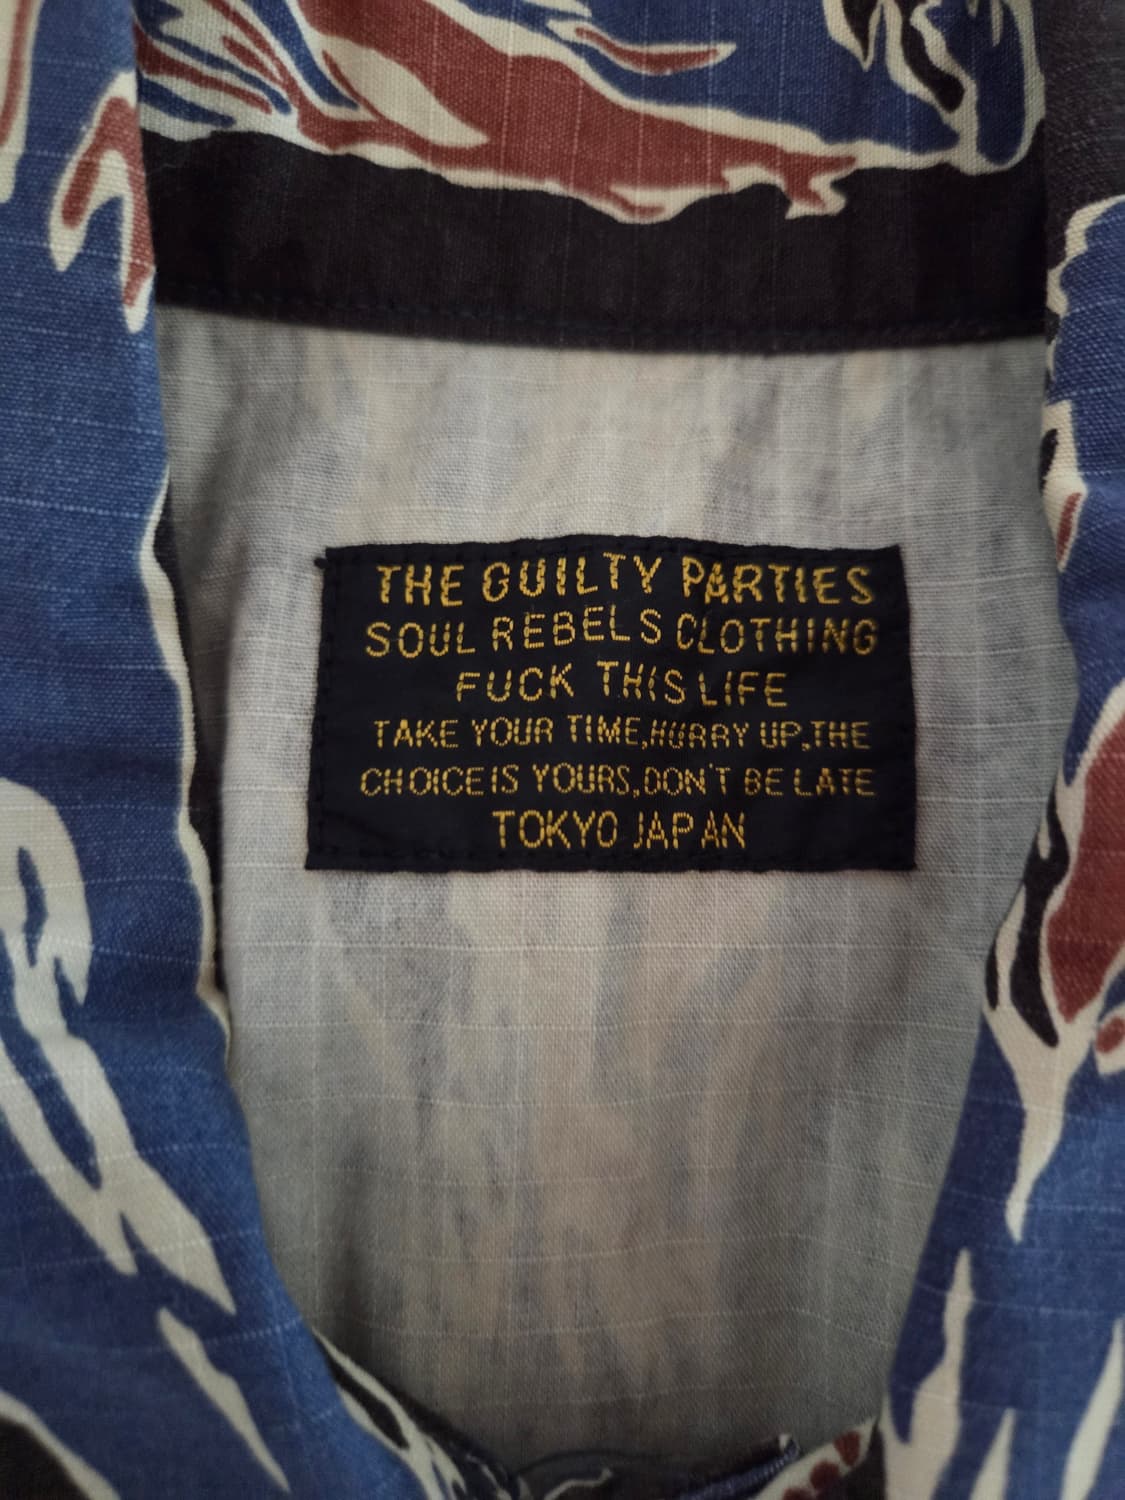 THE GUILTY PARTIES
SOUL REBELS CLOTHING
FUCK THIS LIFE
TAKE YOUR TIME,HURRY UP,THE
CHOICE IS YOURS,DON'T BE LATE
TOKYO JAPAN